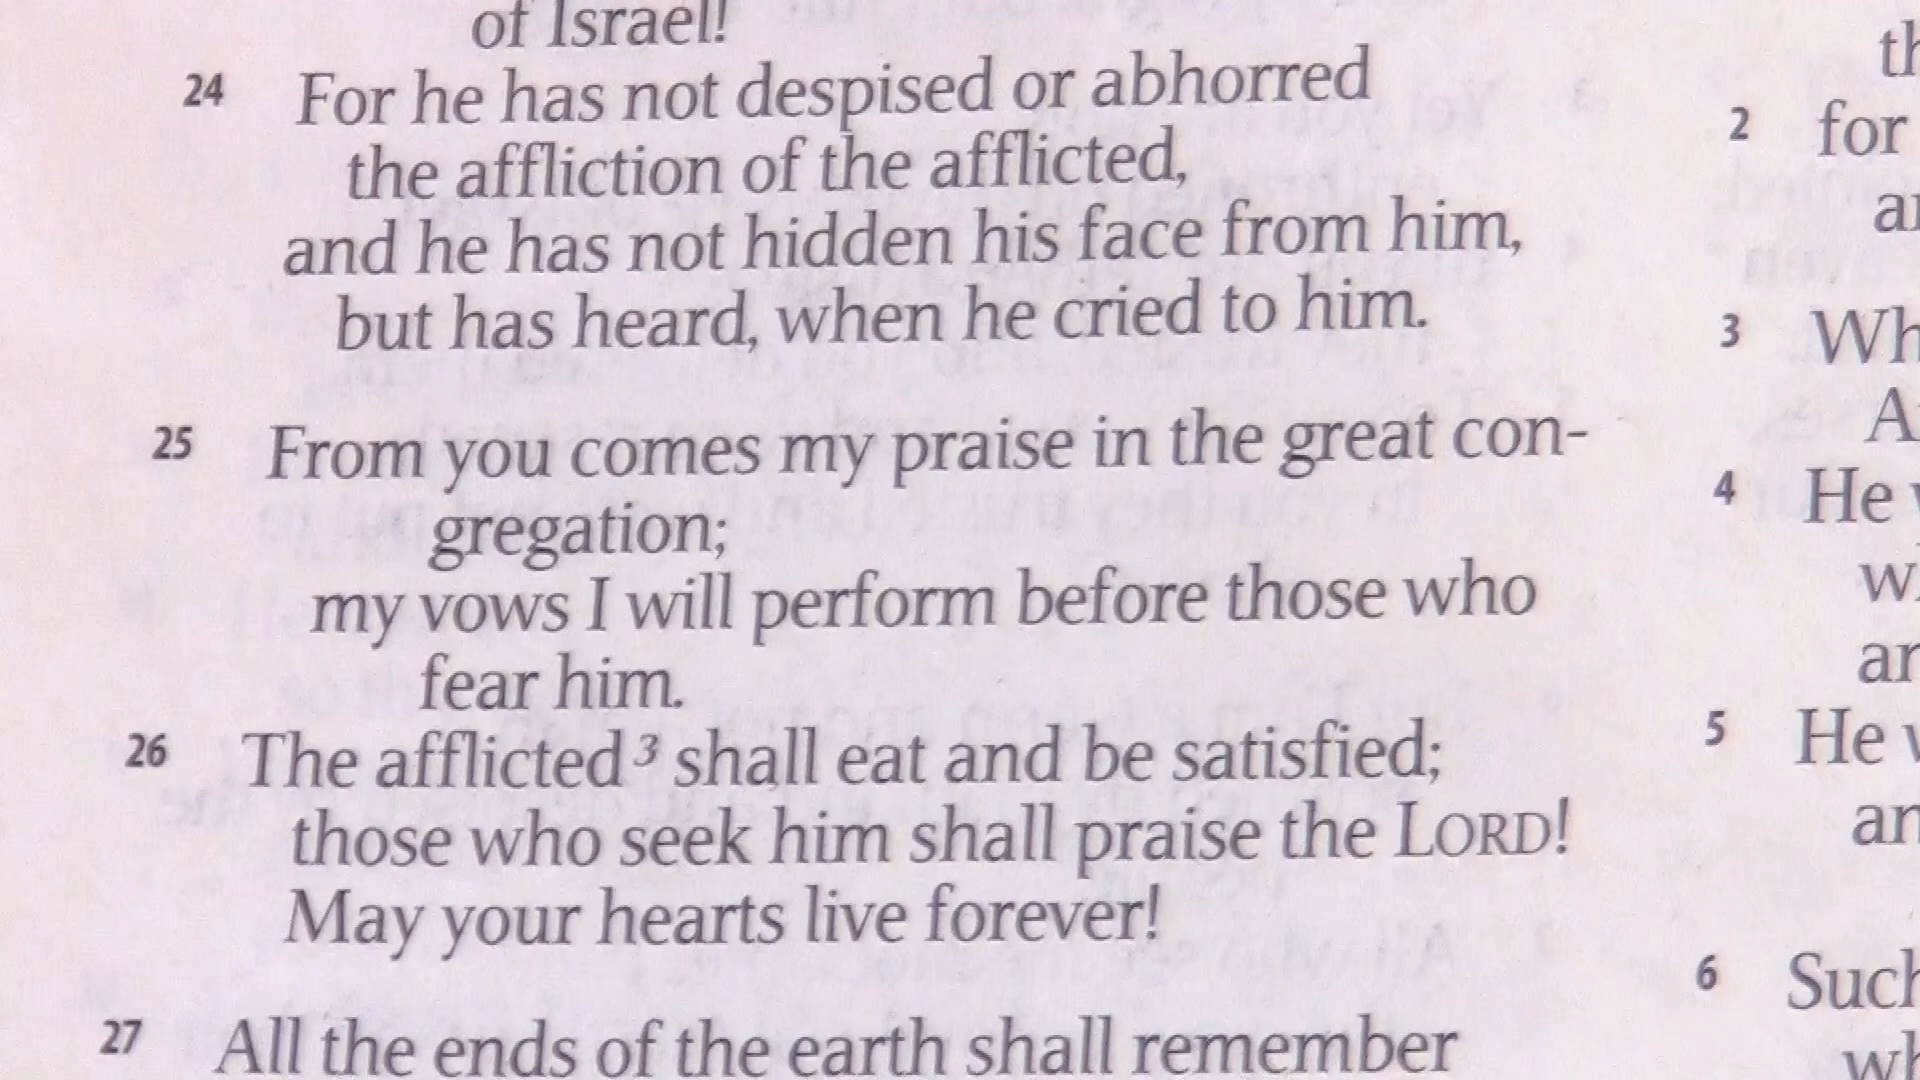 of Israel!
24 For he has not despised or abhorred
the affliction of the afflicted,
and he has not hidden his face from him,
but has heard, when he cried to him.
25 From you comes my praise in the great con-
gregation;
my vows I will perform before those who
fear him.
26 The afflicted 3 shall eat and be satisfied;
those who seek him shall praise the LORD!
May your hearts live forever!
27 All the ends of the earth shall remember
2 for
3
4 He
5 He
6